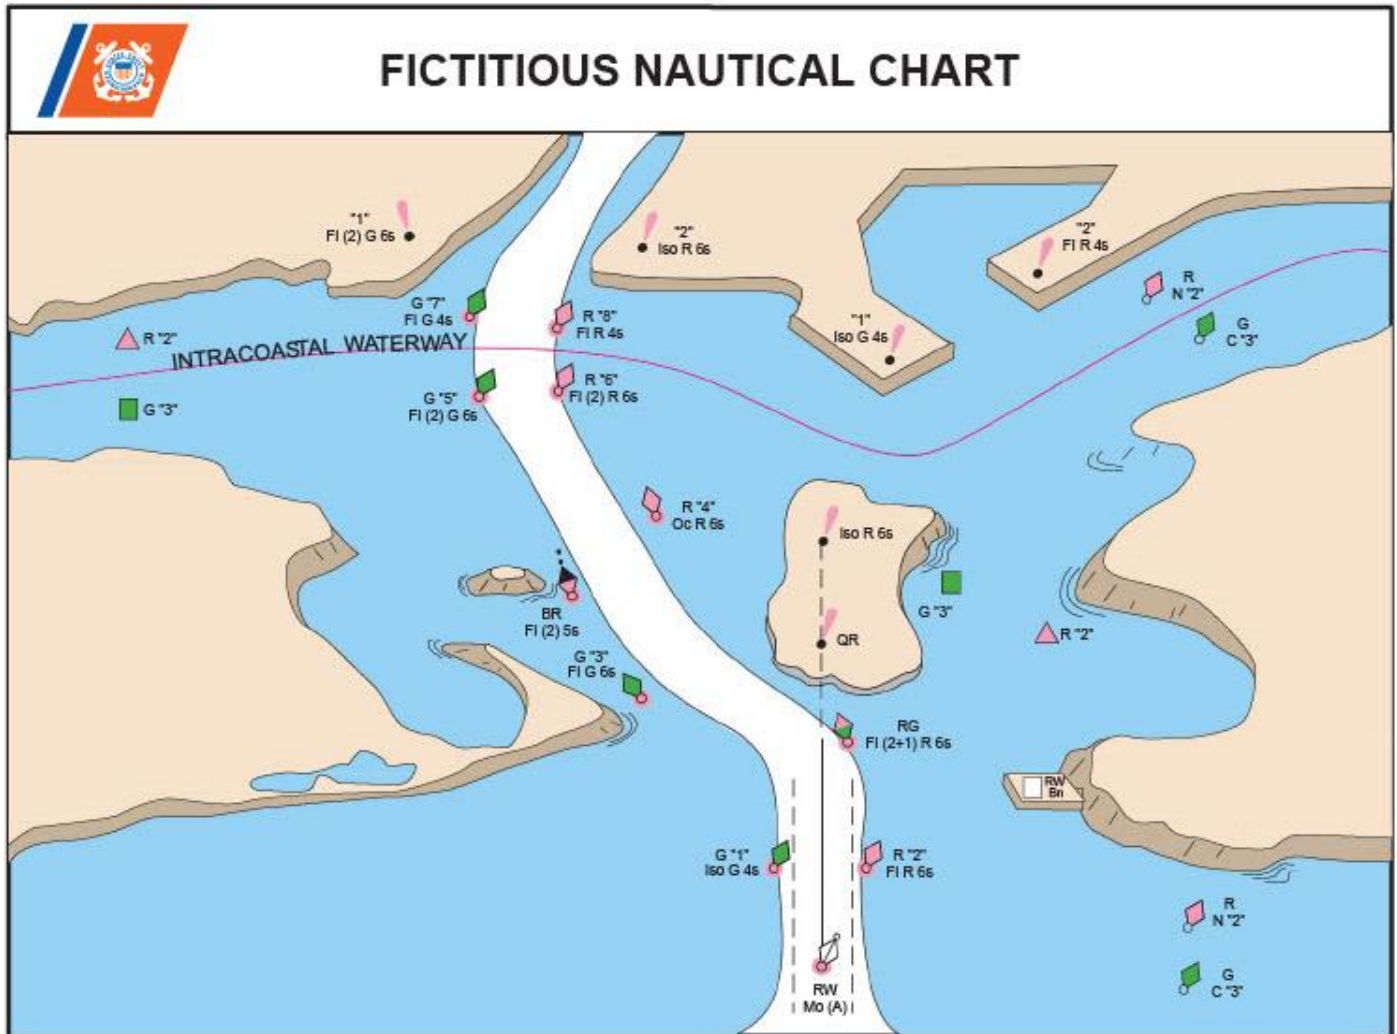 FICTITIOUS NAUTICAL CHART
"1"
Fl (2) G 6s
"2"
Iso R 6s
"2"
Fl R 4s
R
N "2"
G "7"
Fl G 4s
R "8"
Fl R 4s
"1"
Iso G 4s
G
C "3"
R "2"
INTRACOASTAL WATERWAY
G "3"
G "5"
Fl (2) G 6s
R "6"
Fl (2) R 6s
R "4"
Oc R 6s
Iso R 6s
BR
Fl (2) 5s
G "3"
R "2"
QR
G "3"
Fl G 6s
RG
Fl (2+1) R 6s
RW
Bn
G "1"
Iso G 4s
R "2"
Fl R 6s
R
N "2"
RW
Mo (A)
G
C "3"